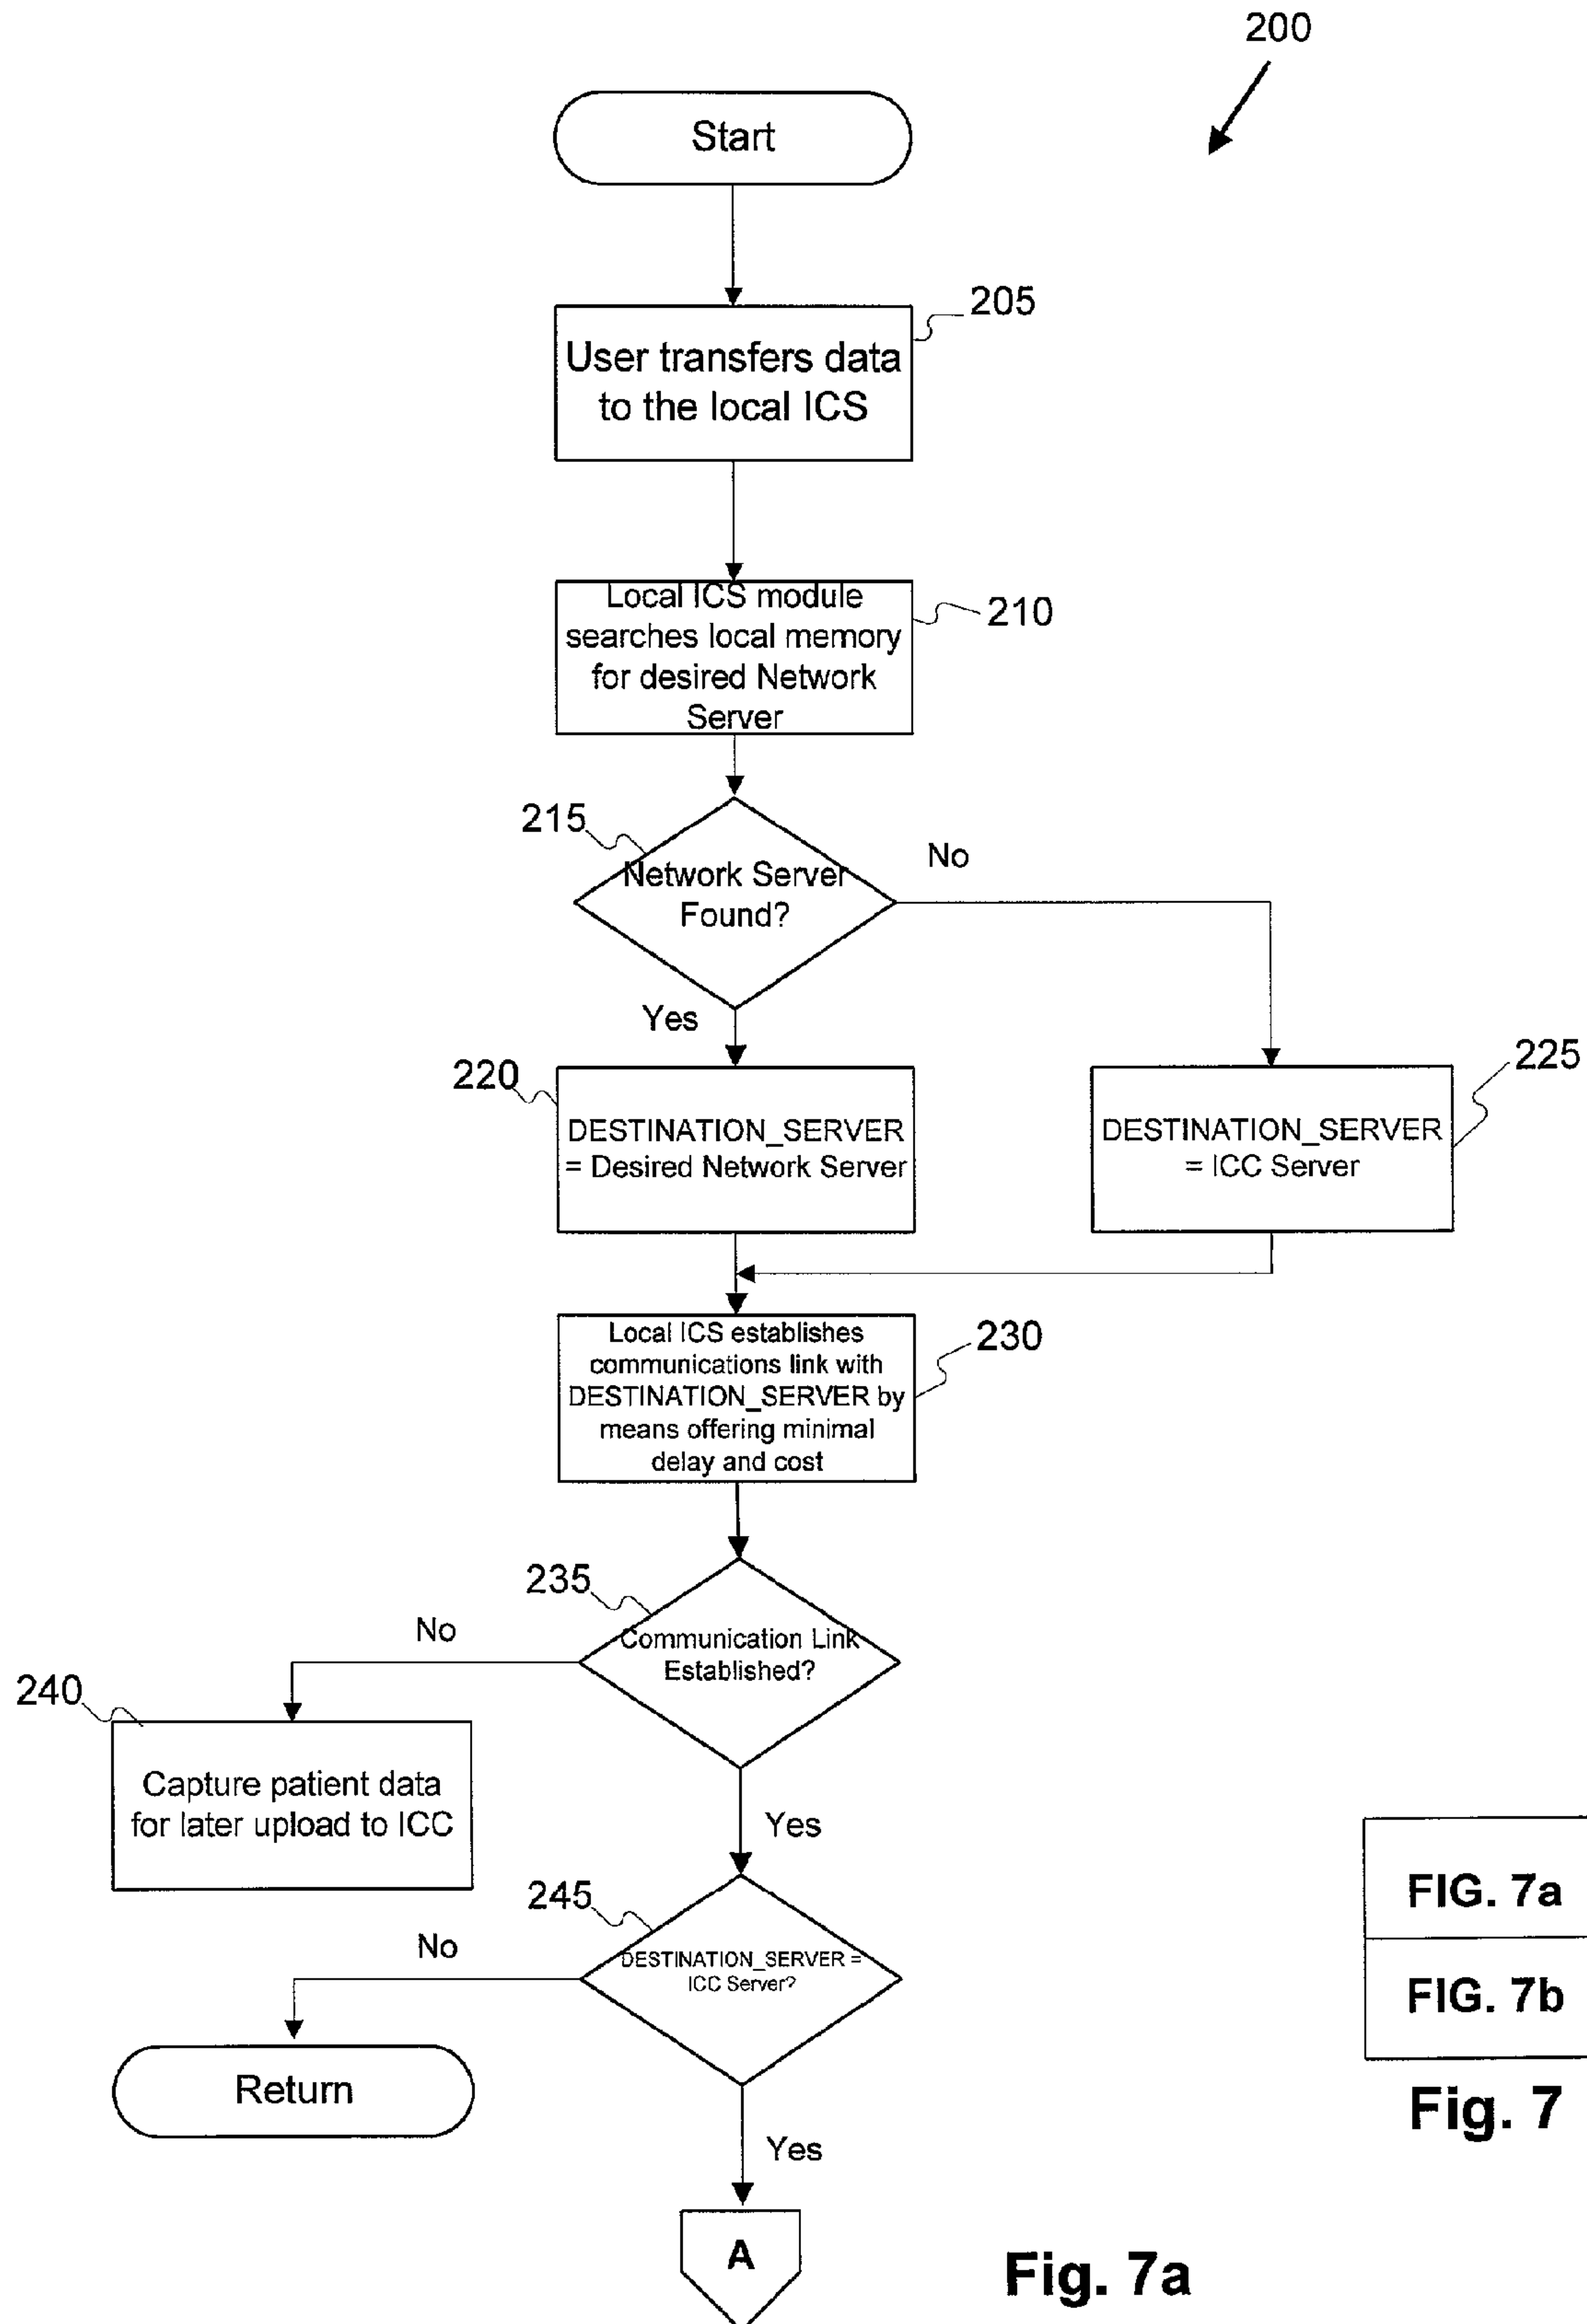 200
Start
205
User transfers data
to the local ICS
Local ICS module
searches local memory
for desired Network
Server
210
215
Network Server
Found?
No
Yes
220
DESTINATION_SERVER
= Desired Network Server
225
DESTINATION_SERVER
= ICC Server
Local ICS establishes
communications link with
DESTINATION_SERVER by
means offering minimal
delay and cost
230
235
Communication Link
Established?
No
240
Capture patient data
for later upload to ICC
Yes
245
DESTINATION_SERVER =
ICC Server?
No
Return
Yes
A
FIG. 7a
FIG. 7b
Fig. 7
Fig. 7a